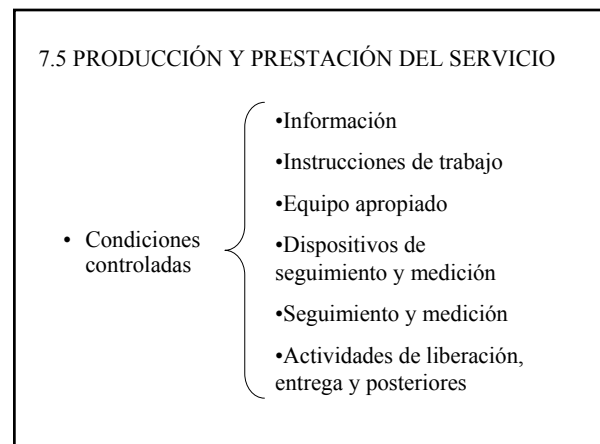 7.5 PRODUCCIÓN Y PRESTACIÓN DEL SERVICIO
• Condiciones
controladas
•Información
•Instrucciones de trabajo
•Equipo apropiado
•Dispositivos de
seguimiento y medición
•Seguimiento y medición
•Actividades de liberación,
entrega y posteriores